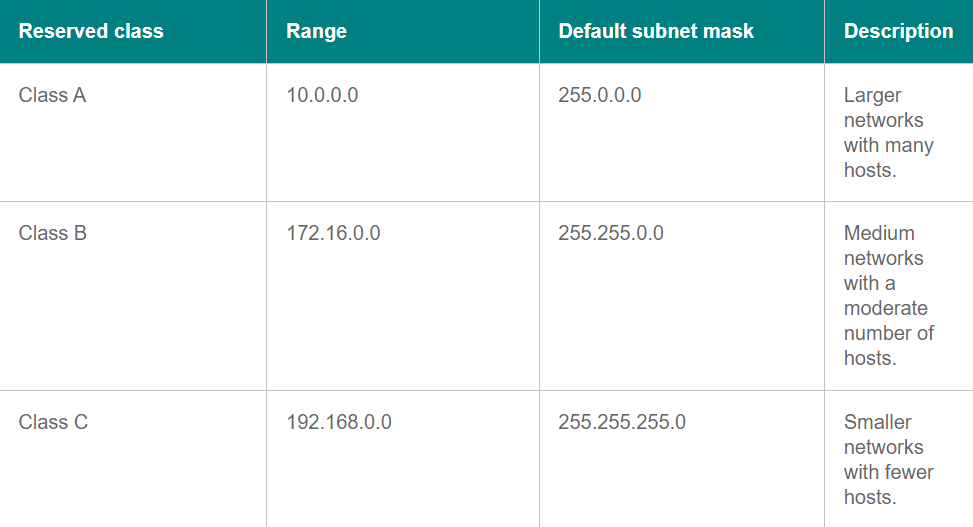 Reserved class Range Default subnet mask Description
Class A 10.0.0.0 255.0.0.0 Larger
networks
with many
hosts.
Class B 172.16.0.0 255.255.0.0 Medium
networks
with a
moderate
number of
hosts.
Class C 192.168.0.0 255.255.255.0 Smaller
networks
with fewer
hosts.